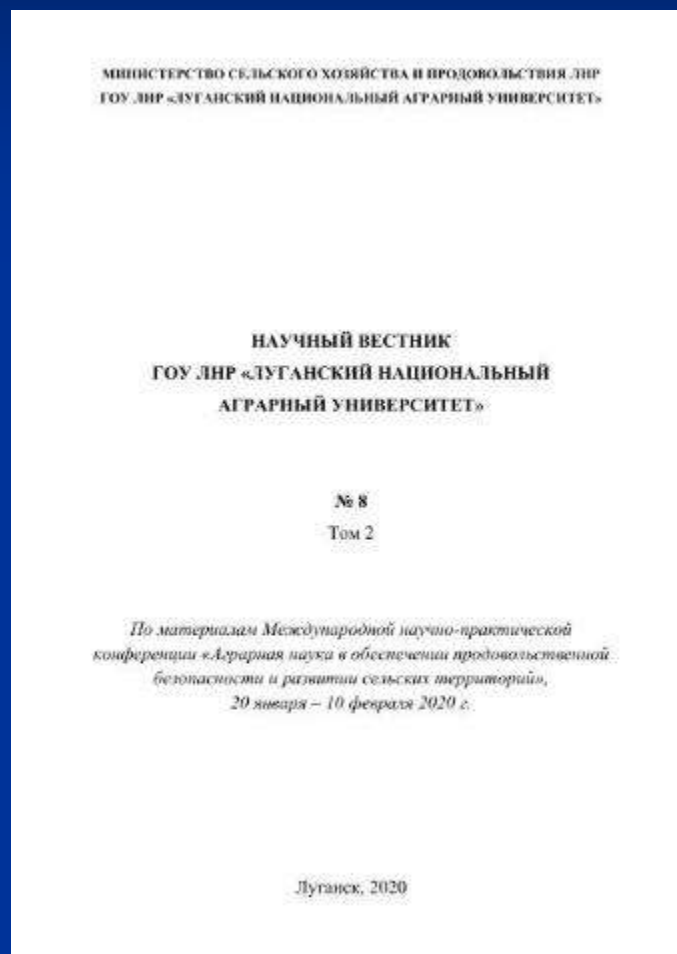 МИНИСТЕРСТВО СЕЛЬСКОГО ХОЗЯЙСТВА И ПРОДОВОЛЬСТВИЯ ЛНР
ГОУ ЛНР «ЛУГАНСКИЙ НАЦИОНАЛЬНЫЙ АГРАРНЫЙ УНИВЕРСИТЕТ»
НАУЧНЫЙ ВЕСТНИК
ГОУ ЛНР «ЛУГАНСКИЙ НАЦИОНАЛЬНЫЙ
АГРАРНЫЙ УНИВЕРСИТЕТ»
№ 8
Том 2
По материалам Международной научно-практической
конференции «Аграрная наука в обеспечении продовольственной
безопасности и развитии сельских территорий»,
20 января – 10 февраля 2020 г.
Луганск, 2020